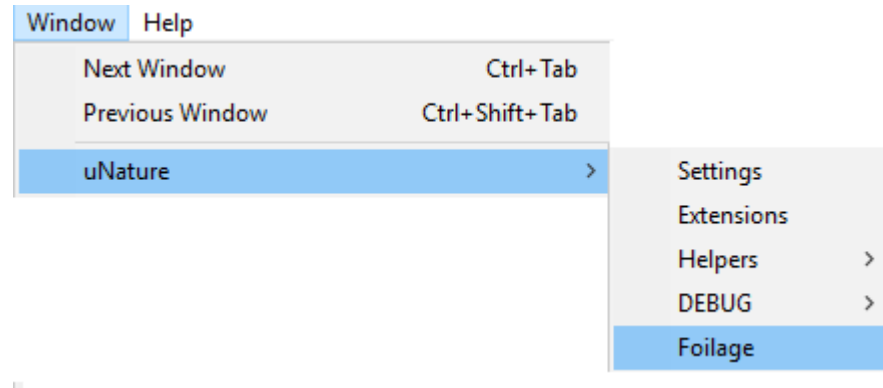 Window Help
Next Window Ctrl+Tab
Previous Window Ctrl+Shift+Tab
uNature >
Settings
Extensions
Helpers >
DEBUG >
Foilage